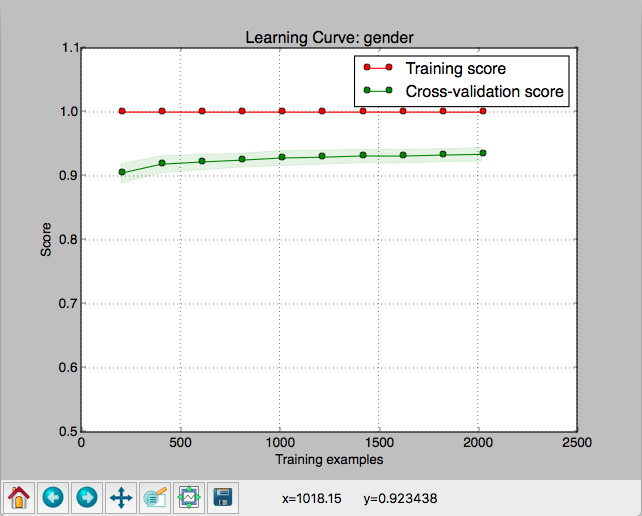 Learning Curve: gender
1.1
Training score
Cross-validation score
1.0
0.9
0.8
0.7
0.6
0.5
Score
0 500 1000 1500 2000 2500
Training examples
x=1018.15 y=0.923438